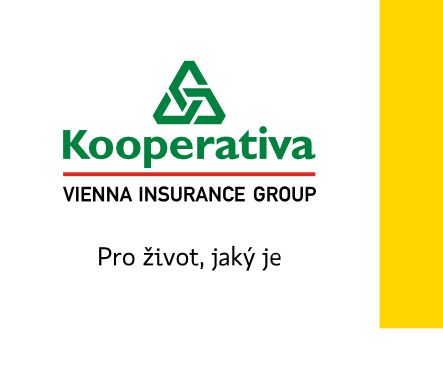 Kooperativa
VIENNA INSURANCE GROUP
Pro život, jaký je